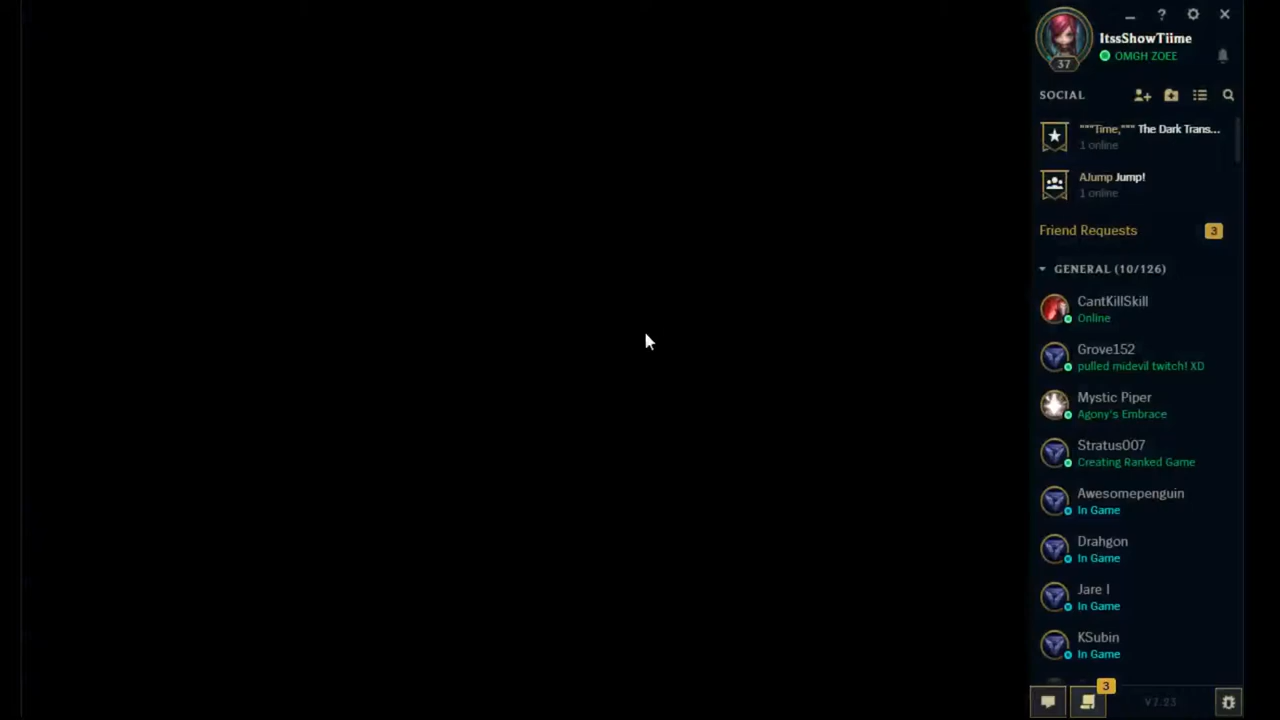 ItssShowTiime
37
OMGH ZOEE
SOCIAL
"""Time,""" The Dark Trans...
1 online
AJump Jump!
1 online
Friend Requests
3
GENERAL (10/126)
CantKillSkill
Online
Grove152
pulled midevil twitch! XD
Mystic Piper
Agony's Embrace
Stratus007
Creating Ranked Game
Awesomepenguin
In Game
Drahgon
In Game
Jare I
In Game
KSubin
In Game
3
V7.23